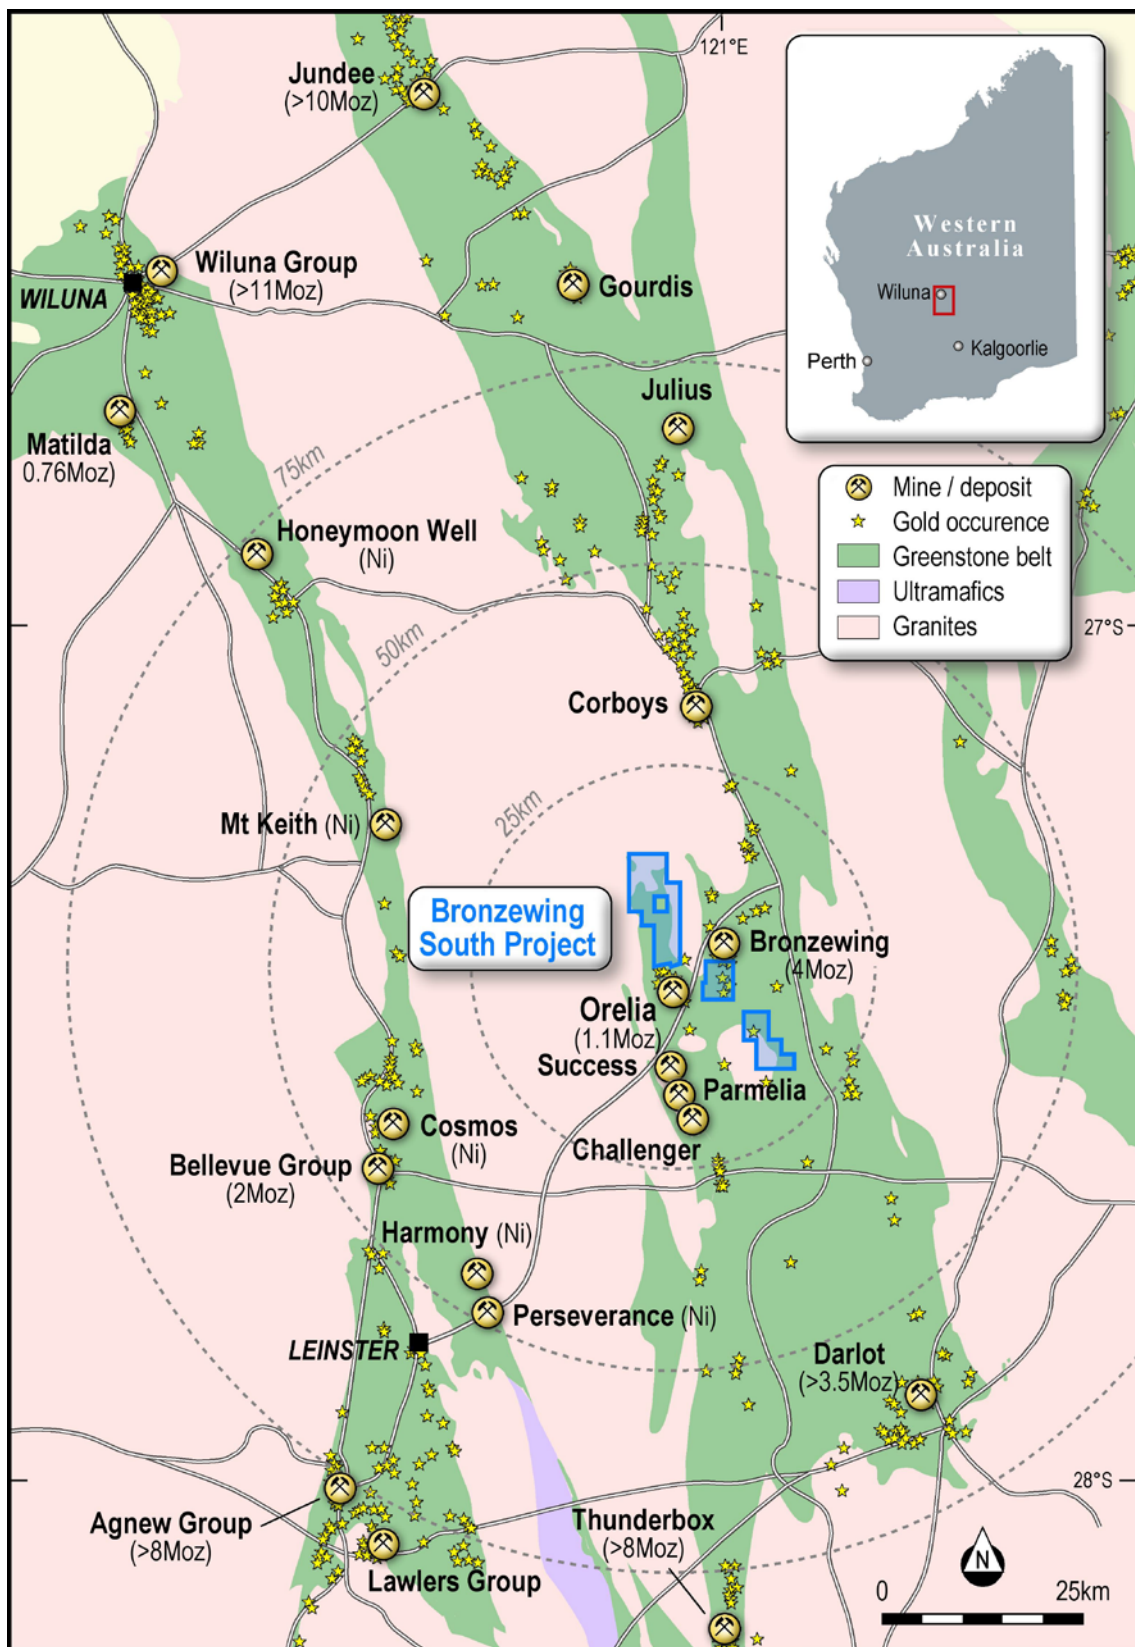 121°E
Jundee
(>10Moz)
Western
Australia
Wiluna
Kalgoorlie
Perth
Wiluna Group
(>11Moz)
WILUNA
Gourdis
Julius
Matilda
0.76Moz)
75km
Mine / deposit
Gold occurence
Greenstone belt
Ultramafics
Granites
Honeymoon Well
(Ni)
50km
27°S
Corboys
25km
Mt Keith (Ni)
Bronzewing
South Project
Bronzewing
(4Moz)
Orelia
(1.1Moz)
Success
Parmelia
Challenger
Cosmos
(Ni)
Bellevue Group
(2Moz)
Harmony (Ni)
Perseverance (Ni)
LEINSTER
Darlot
(>3.5Moz)
28°S
Agnew Group
(>8Moz)
Thunderbox
(>8Moz)
Lawlers Group
N
0 25km